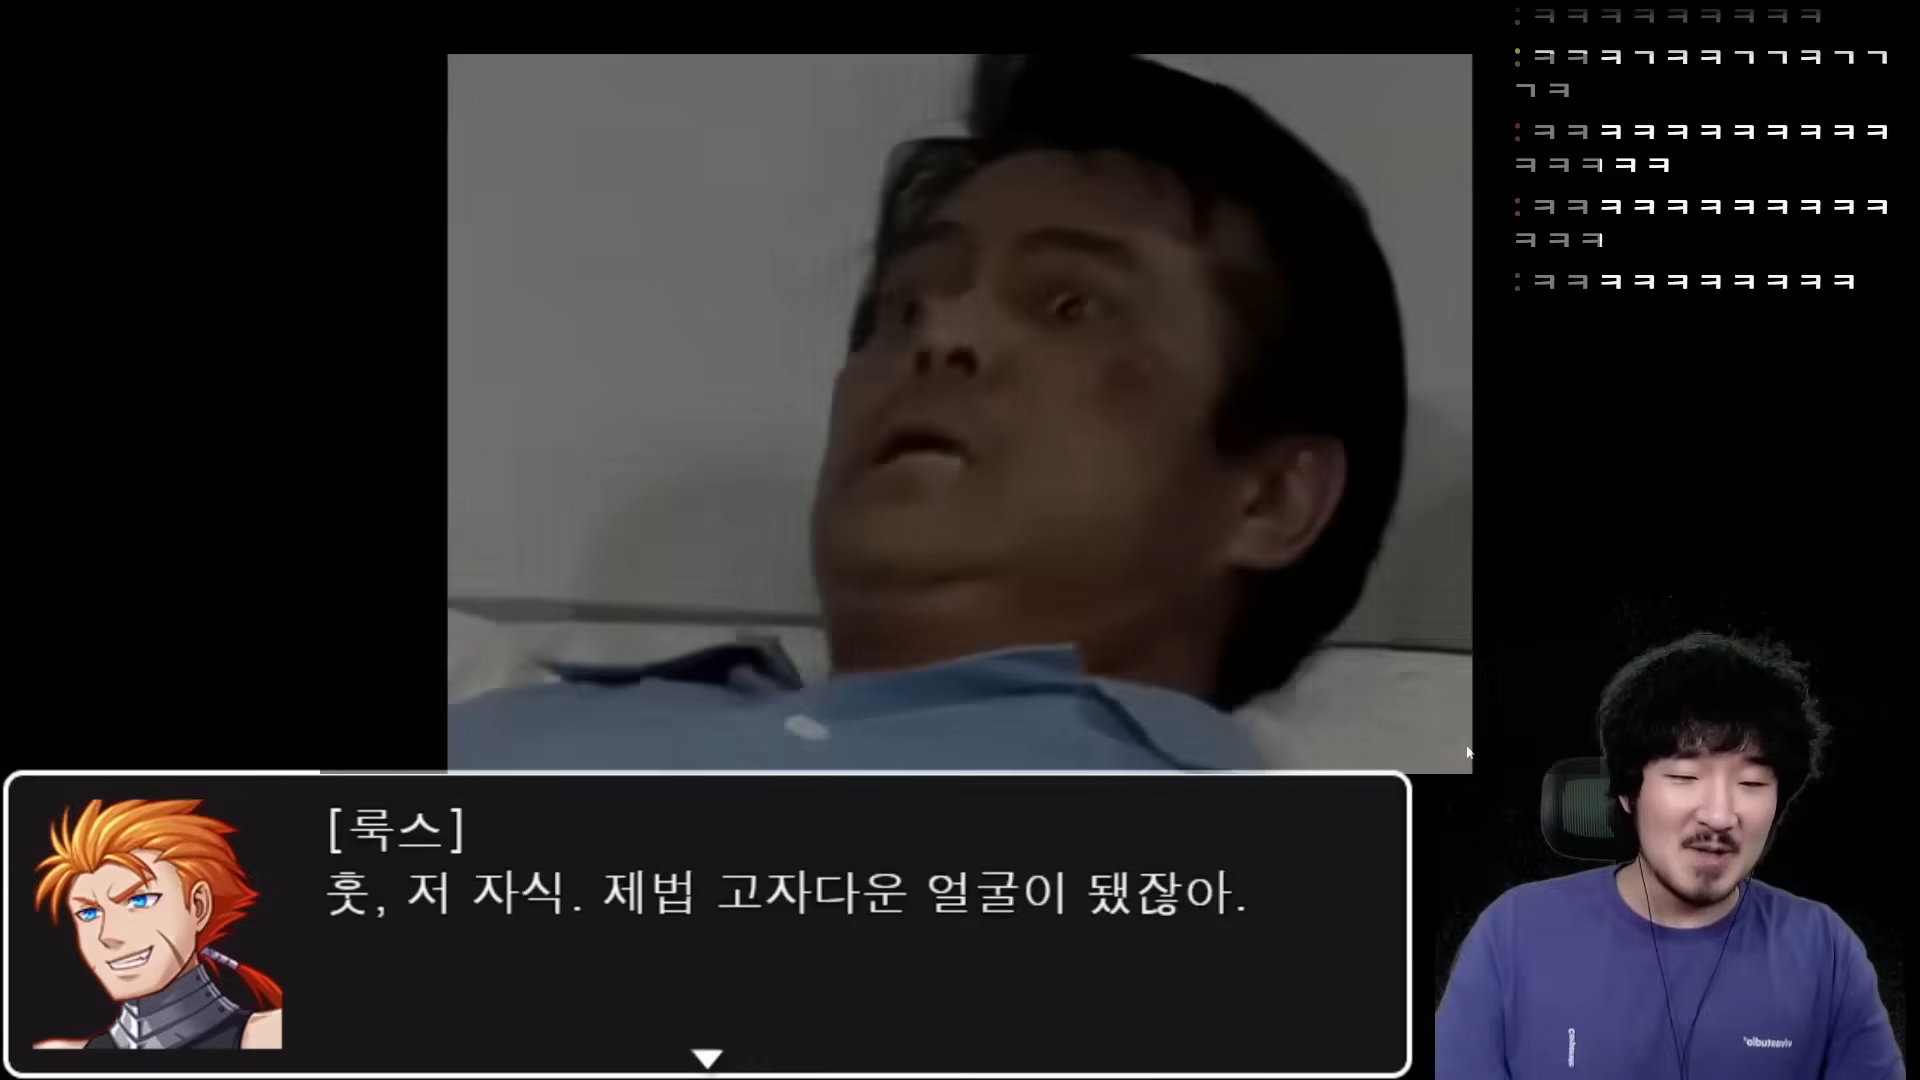 ㅋㅋㅋㅋㅋㅋㅋㅋㅋ
: ㅋㅋㅋㄱㅋㅋㄱㄱㅋㄱㄱ
ㄱㅋ
: ㅋㅋㅋㅋㅋㅋㅋㅋㅋㅋㅋ
ㅋㅋㅋㅋㅋ
: ㅋㅋㅋㅋㅋㅋㅋㅋㅋㅋㅋ
ㅋㅋㅋ
: ㅋㅋㅋㅋㅋㅋㅋㅋㅋㅋ
[룩스]
훗, 저 자식. 제법 고자다운 얼굴이 됐잖아.